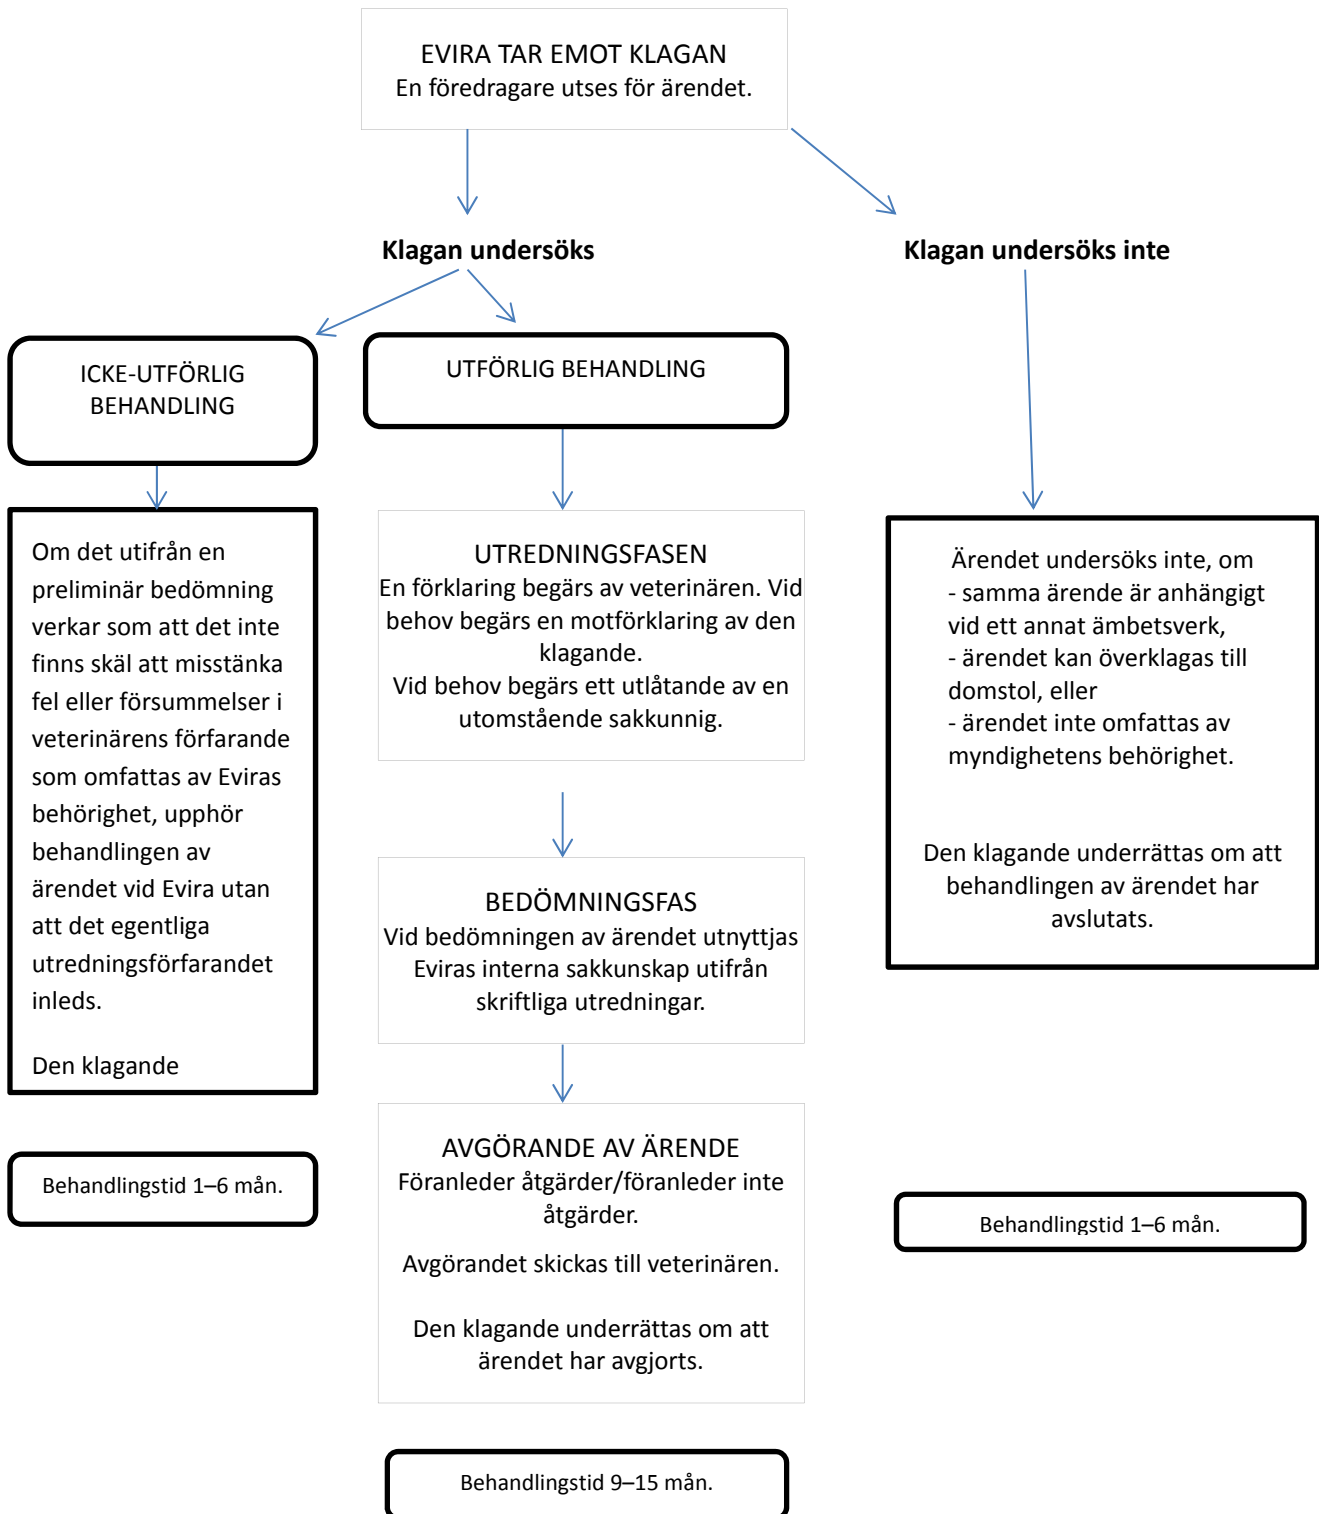 EVIRA TAR EMOT KLAGAN
En föredragare utses för ärendet.
Klagan undersöks
Klagan undersöks inte
ICKE-UTFÖRLIG
BEHANDLING
Om det utifrån en
preliminär bedömning
verkar som att det inte
finns skäl att misstänka
fel eller försummelser i
veterinärens förfarande
som omfattas av Eviras
behörighet, upphör
behandlingen av
ärendet vid Evira utan
att det egentliga
utredningsförfarandet
inleds.
Den klagande
Behandlingstid 1–6 mån.
UTFÖRLIG BEHANDLING
UTREDNINGSFASEN
En förklaring begärs av veterinären. Vid
behov begärs en motförklaring av den
klagande.
Vid behov begärs ett utlåtande av en
utomstående sakkunnig.
BEDÖMNINGSFAS
Vid bedömningen av ärendet utnyttjas
Eviras interna sakkunskap utifrån
skriftliga utredningar.
AVGÖRANDE AV ÄRENDE
Föranleder åtgärder/föranleder inte
åtgärder.
Avgörandet skickas till veterinären.
Den klagande underrättas om att
ärendet har avgjorts.
Behandlingstid 9–15 mån.
Ärendet undersöks inte, om
- samma ärende är anhängigt
vid ett annat ämbetsverk,
- ärendet kan överklagas till
domstol, eller
- ärendet inte omfattas av
myndighetens behörighet.
Den klagande underrättas om att
behandlingen av ärendet har
avslutats.
Behandlingstid 1–6 mån.